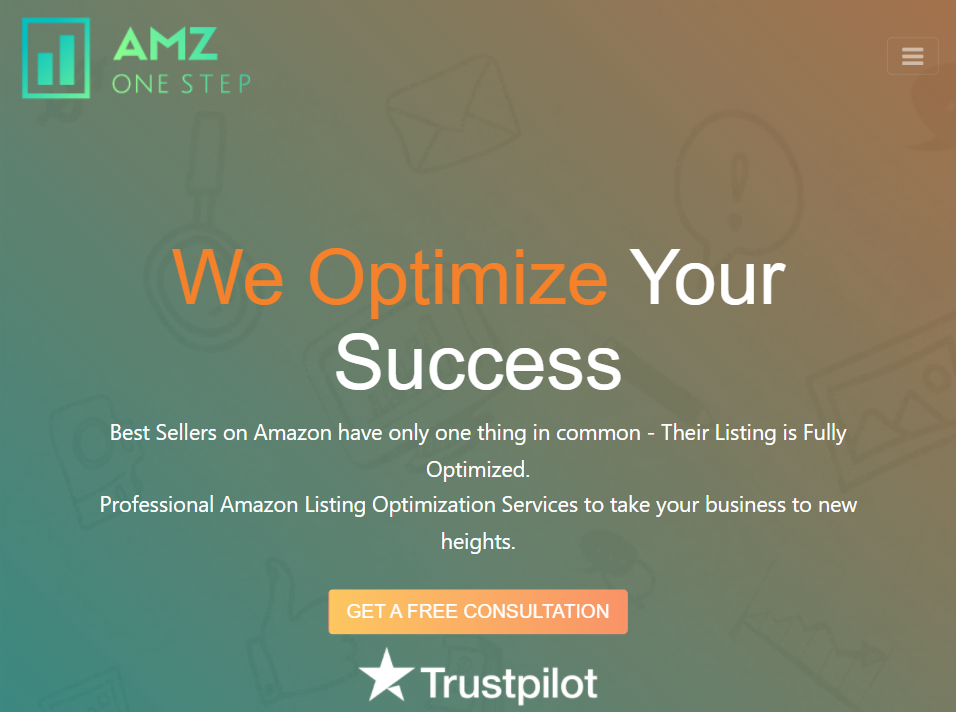 AMZ
ONE STEP
We Optimize Your
Success
Best Sellers on Amazon have only one thing in common - Their Listing is Fully
Optimized.
Professional Amazon Listing Optimization Services to take your business to new
heights.
GET A FREE CONSULTATION
Trustpilot